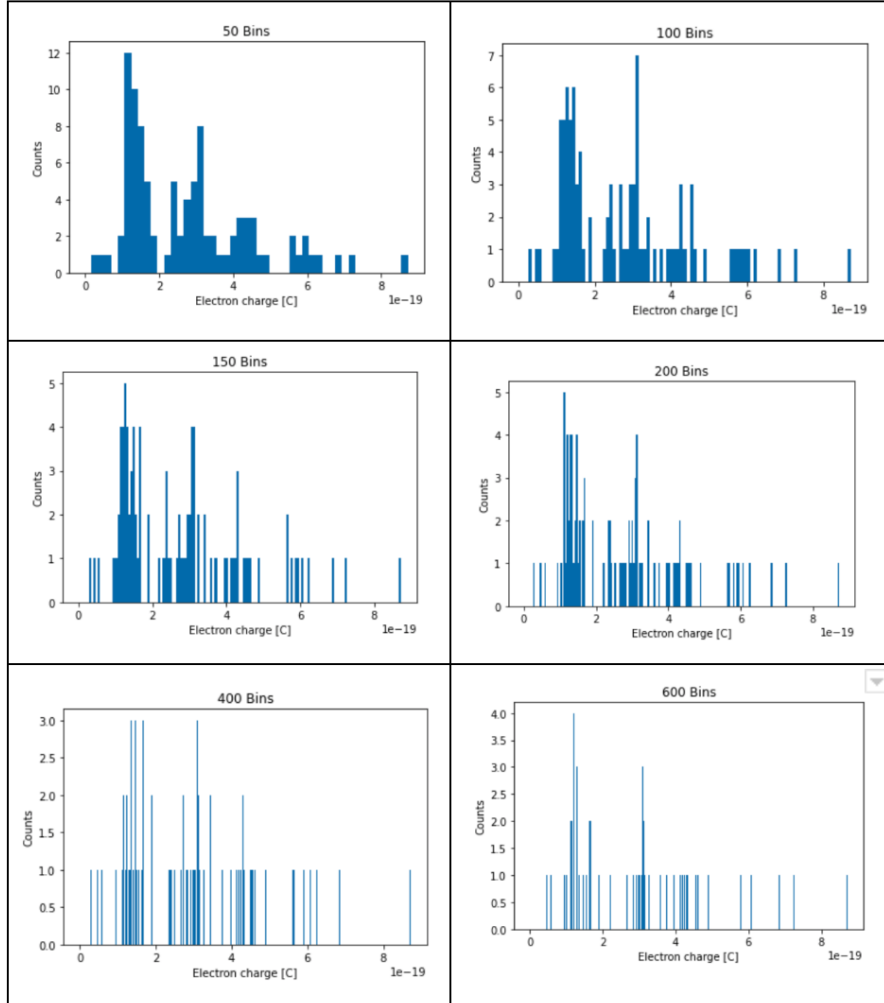 50 Bins
12
10
8
6
4
2
0
Counts
0 2 4 6 8
Electron charge [C]
1e−19
100 Bins
7
6
5
4
3
2
1
0
Counts
0 2 4 6 8
Electron charge [C]
1e−19
150 Bins
5
4
3
2
1
0
Counts
0 2 4 6 8
Electron charge [C]
1e−19
200 Bins
5
4
3
2
1
0
Counts
0 2 4 6 8
Electron charge [C]
1e−19
400 Bins
3.0
2.5
2.0
1.5
1.0
0.5
0.0
Counts
0 2 4 6 8
Electron charge [C]
1e−19
600 Bins
4.0
3.5
3.0
2.5
2.0
1.5
1.0
0.5
0.0
Counts
0 2 4 6 8
Electron charge [C]
1e−19